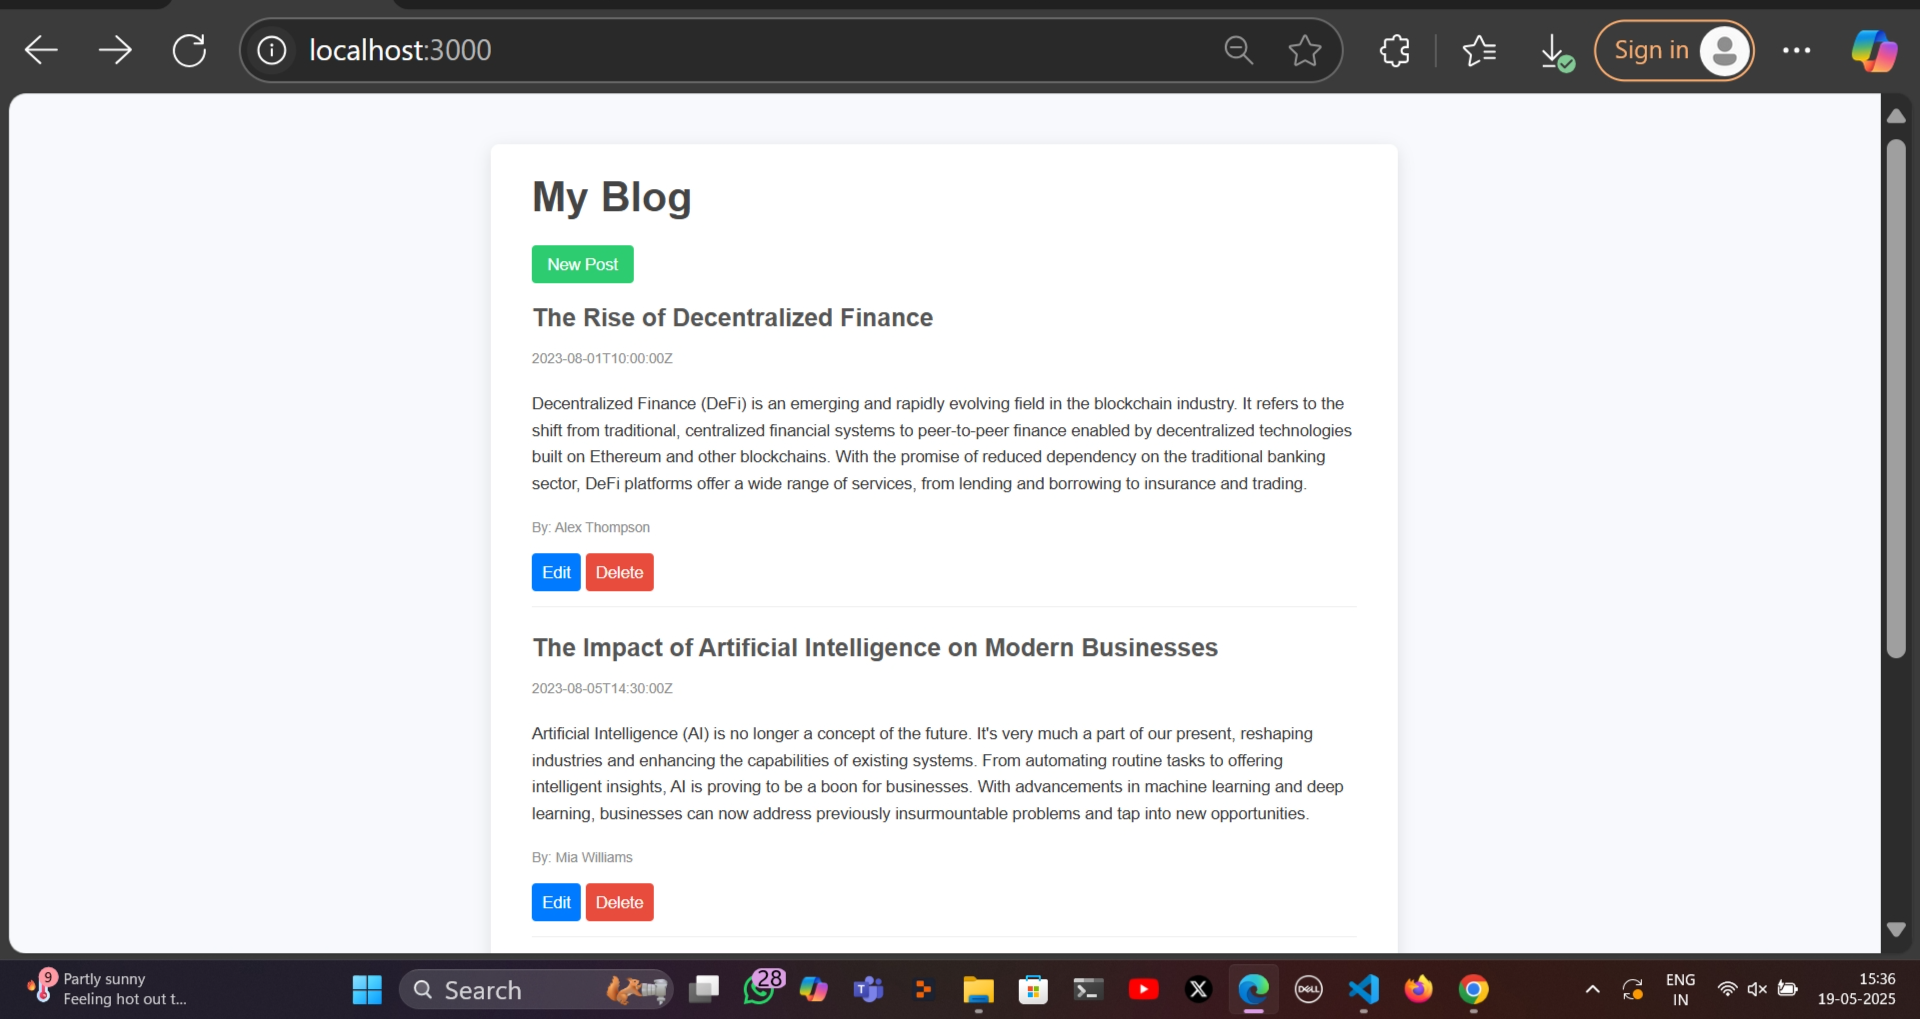 localhost:3000
Sign in
My Blog
New Post
The Rise of Decentralized Finance
2023-08-01T10:00:00Z
Decentralized Finance (DeFi) is an emerging and rapidly evolving field in the blockchain industry. It refers to the
shift from traditional, centralized financial systems to peer-to-peer finance enabled by decentralized technologies
built on Ethereum and other blockchains. With the promise of reduced dependency on the traditional banking
sector, DeFi platforms offer a wide range of services, from lending and borrowing to insurance and trading.
By: Alex Thompson
Edit Delete
The Impact of Artificial Intelligence on Modern Businesses
2023-08-05T14:30:00Z
Artificial Intelligence (AI) is no longer a concept of the future. It's very much a part of our present, reshaping
industries and enhancing the capabilities of existing systems. From automating routine tasks to offering
intelligent insights, AI is proving to be a boon for businesses. With advancements in machine learning and deep
learning, businesses can now address previously insurmountable problems and tap into new opportunities.
By: Mia Williams
Edit Delete
9
Partly sunny
Feeling hot out t...
Search
28
DELL
ENG
IN
15:36
19-05-2025